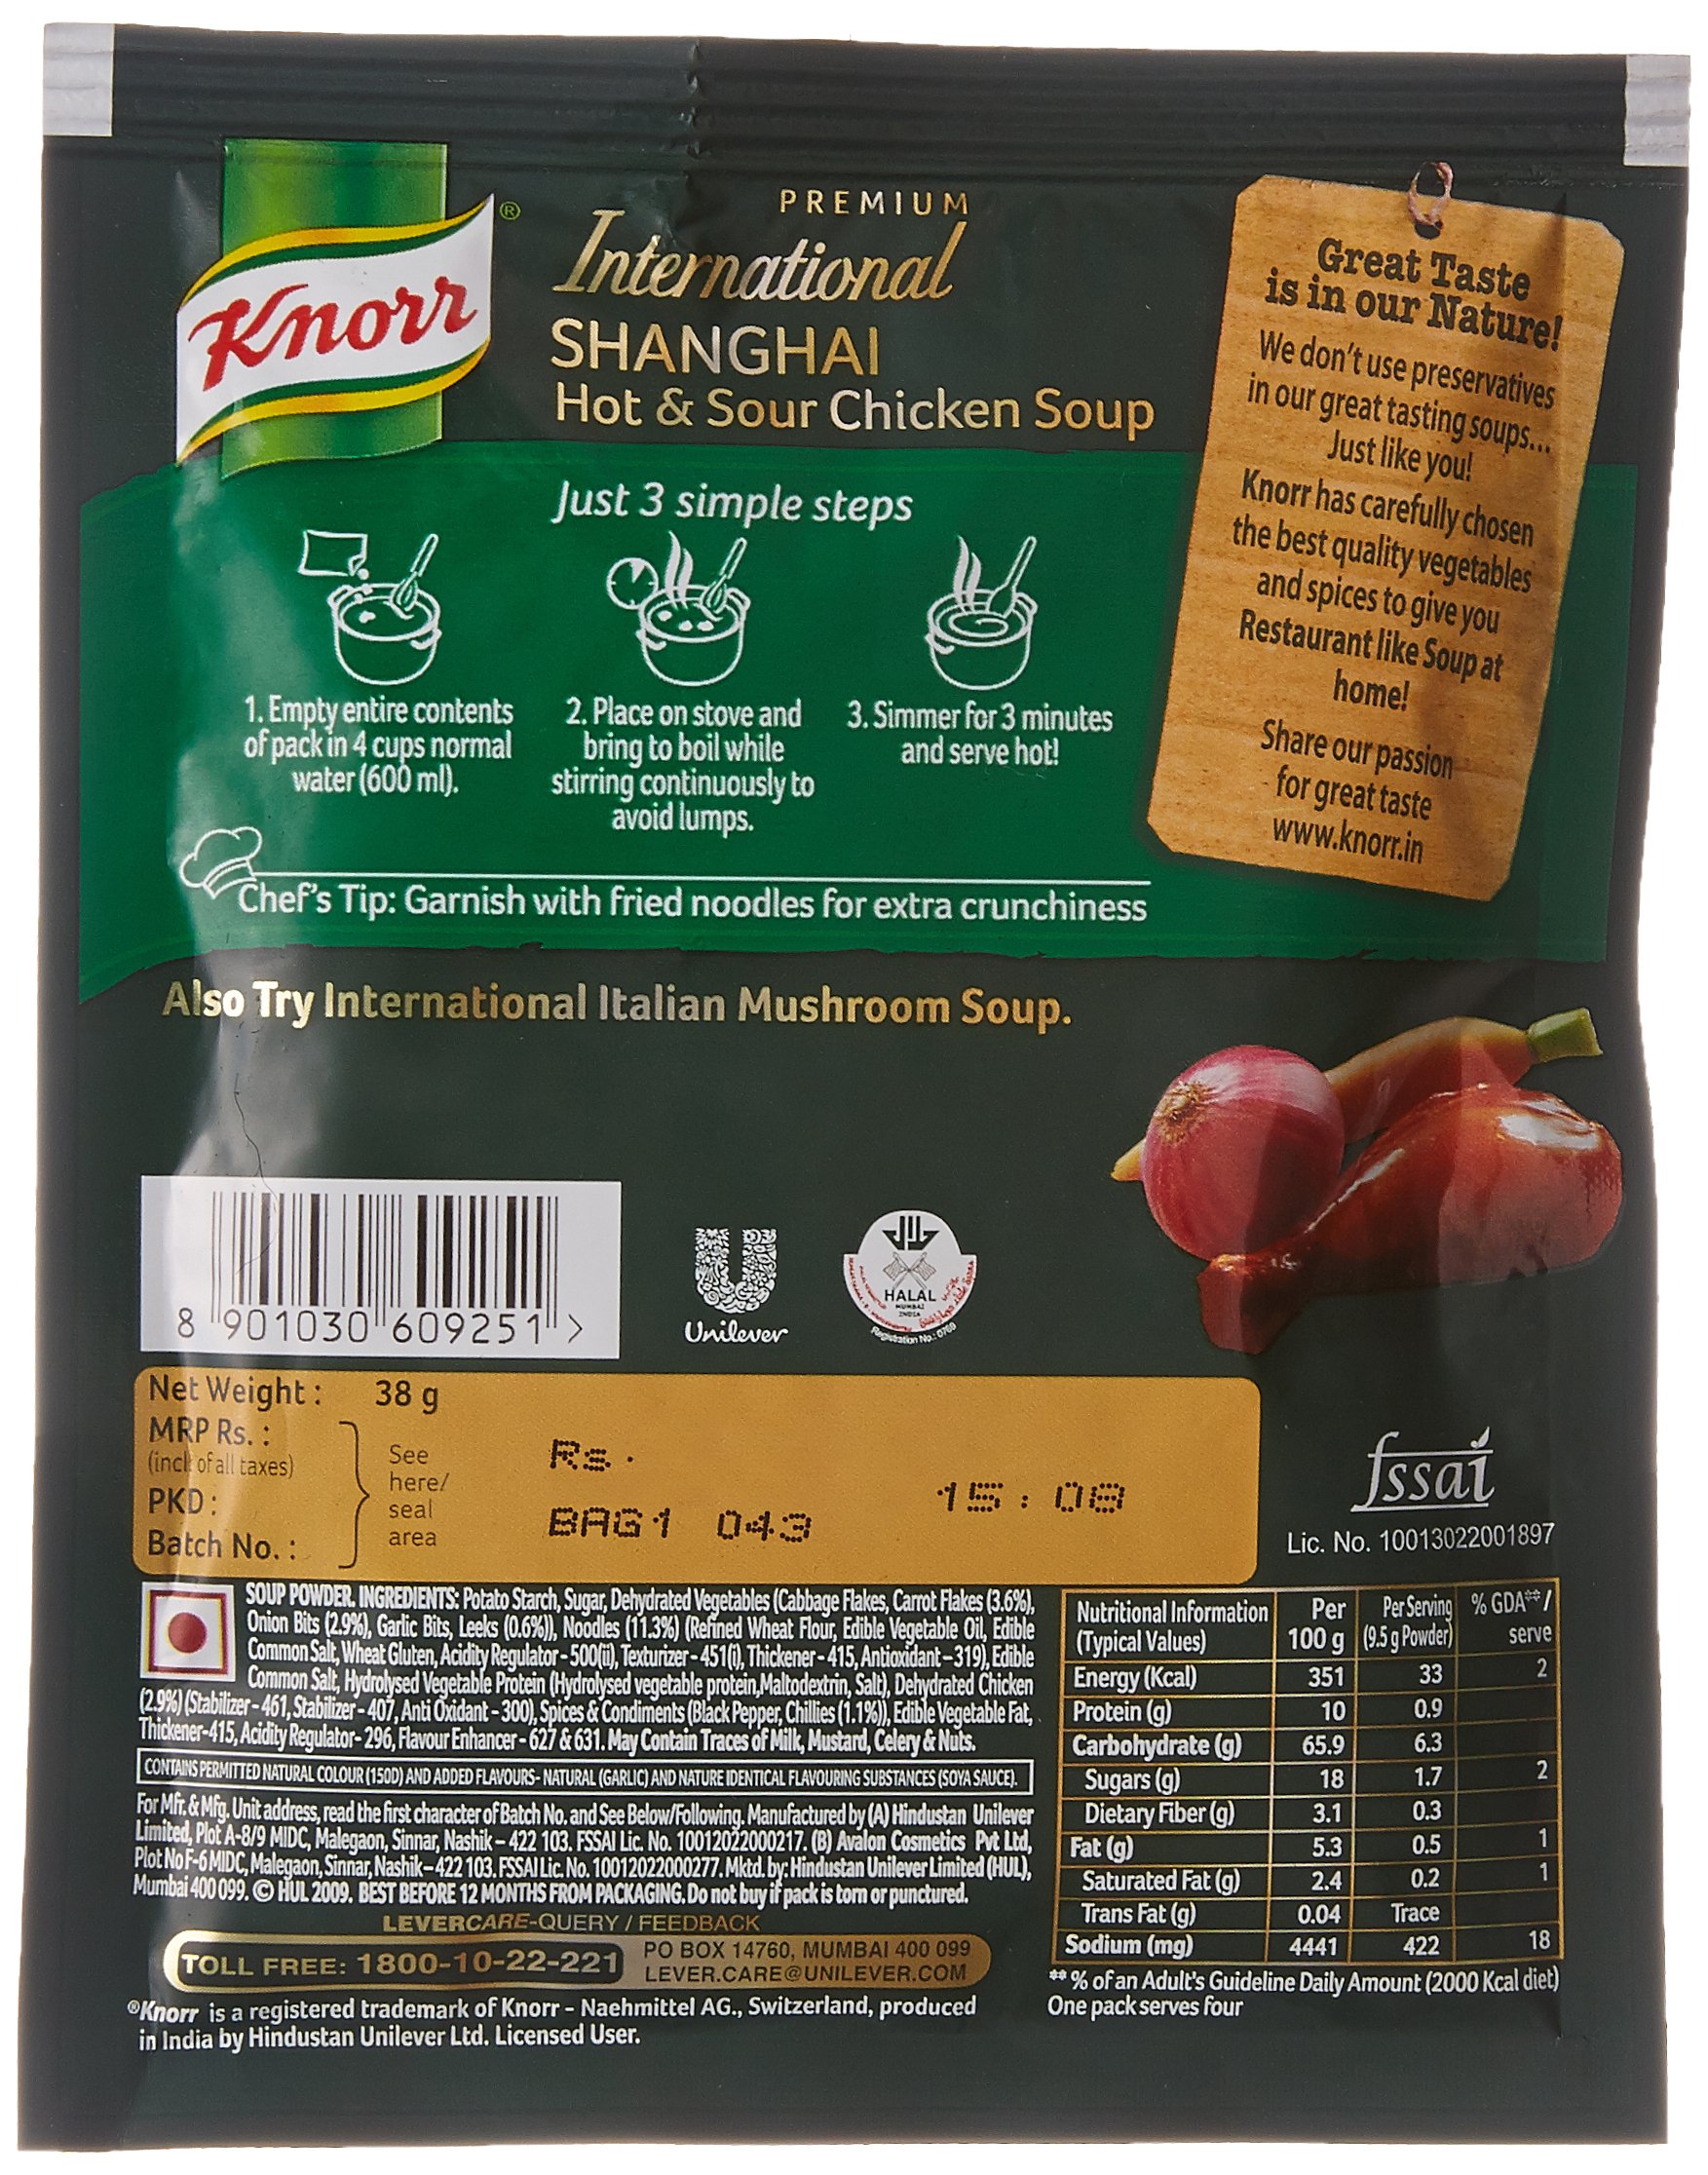 Knorr®
PREMIUM
International
SHANGHAI
Hot & Sour Chicken Soup
Great Taste
is in our Nature!
We don't use preservatives
in our great tasting soups...
Just like you!
Knorr has carefully chosen
the best quality vegetables
and spices to give you
Restaurant like Soup at
home!
Share our passion
for great taste
www.knorr.in
Just 3 simple steps
1. Empty entire contents
of pack in 4 cups normal
water (600 ml).
2. Place on stove and
bring to boil while
stirring continuously to
avoid lumps.
3. Simmer for 3 minutes
and serve hot!
Chef's Tip: Garnish with fried noodles for extra crunchiness
Also Try International Italian Mushroom Soup.
8 901030 609251 >
Unilever
HALAL
MUMBAI
INDIA
Registration No.: 0769
Net Weight : 38 g
MRP Rs. :
(incl. of all taxes)
PKD :
Batch No. :
See
here/
seal
area
Rs.
BAG1 043
15:08
fssai
Lic. No. 10013022001897
SOUP POWDER. INGREDIENTS: Potato Starch, Sugar, Dehydrated Vegetables (Cabbage Flakes, Carrot Flakes (3.6%),
Onion Bits (2.9%), Garlic Bits, Leeks (0.6%)), Noodles (11.3%) (Refined Wheat Flour, Edible Vegetable Oil, Edible
Common Salt, Wheat Gluten, Acidity Regulator - 500(ii), Texturizer - 451(i), Thickener - 415, Antioxidant - 319), Edible
Common Salt, Hydrolysed Vegetable Protein (Hydrolysed vegetable protein,Maltodextrin, Salt), Dehydrated Chicken
(2.9%) (Stabilizer - 461, Stabilizer - 407, Anti Oxidant - 300), Spices & Condiments (Black Pepper, Chillies (1.1%)), Edible Vegetable Fat,
Thickener-415, Acidity Regulator- 296, Flavour Enhancer - 627 & 631. May Contain Traces of Milk, Mustard, Celery & Nuts.
CONTAINS PERMITTED NATURAL COLOUR (150D) AND ADDED FLAVOURS- NATURAL (GARLIC) AND NATURE IDENTICAL FLAVOURING SUBSTANCES (SOYA SAUCE).
For Mfr. & Mfg. Unit address, read the first character of Batch No. and See Below/Following. Manufactured by (A) Hindustan Unilever
Limited, Plot A-8/9 MIDC, Malegaon, Sinnar, Nashik - 422 103. FSSAI Lic. No. 10012022000217. (B) Avalon Cosmetics Pvt Ltd,
Plot No F-6 MIDC, Malegaon, Sinnar, Nashik-422 103. FSSAI Lic. No. 10012022000277. Mktd. by: Hindustan Unilever Limited (HUL),
Mumbai 400 099. © HUL 2009. BEST BEFORE 12 MONTHS FROM PACKAGING. Do not buy if pack is torn or punctured.
LEVERCARE-QUERY / FEEDBACK
TOLL FREE: 1800-10-22-221
PO BOX 14760, MUMBAI 400 099
LEVER.CARE@UNILEVER.COM
®Knorr is a registered trademark of Knorr - Naehmittel AG., Switzerland, produced
in India by Hindustan Unilever Ltd. Licensed User.
Nutritional Information (Typical Values) Per 100 g Per Serving (9.5 g Powder) % GDA**/ serve
Energy (Kcal) 351 33 2
Protein (g) 10 0.9
Carbohydrate (g) 65.9 6.3
Sugars (g) 18 1.7 2
Dietary Fiber (g) 3.1 0.3
Fat (g) 5.3 0.5 1
Saturated Fat (g) 2.4 0.2 1
Trans Fat (g) 0.04 Trace
Sodium (mg) 4441 422 18
** % of an Adult's Guideline Daily Amount (2000 Kcal diet)
One pack serves four